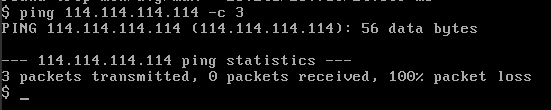 $ ping 114.114.114.114 -c 3
PING 114.114.114.114 (114.114.114.114): 56 data bytes
--- 114.114.114.114 ping statistics ---
3 packets transmitted, 0 packets received, 100% packet loss
$ _